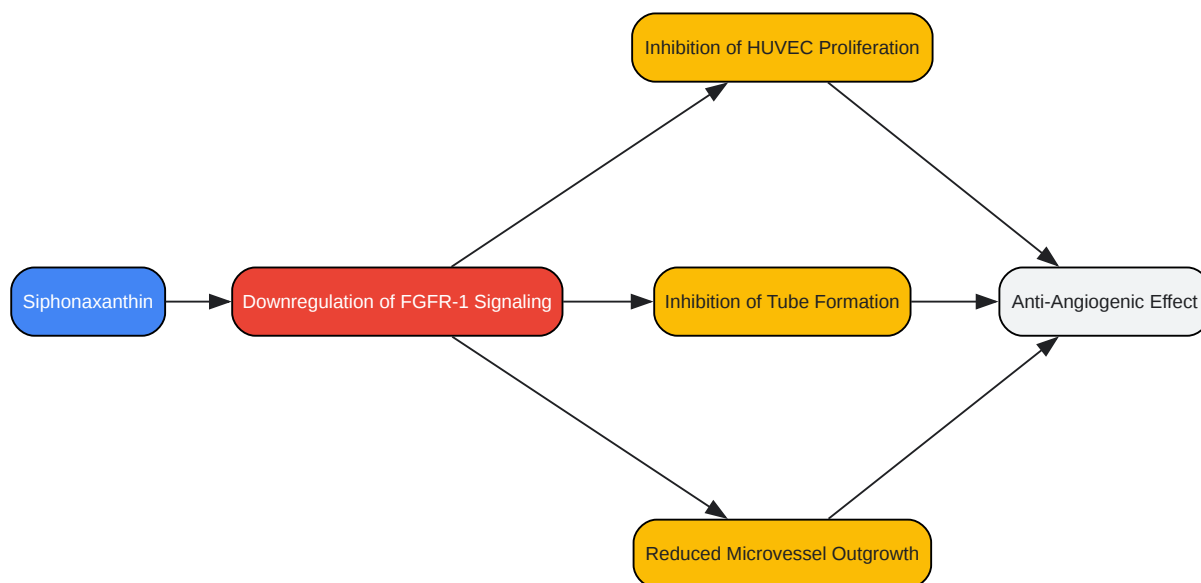 Inhibition of HUVEC Proliferation
Siphonaxanthin
Downregulation of FGFR-1 Signaling
Inhibition of Tube Formation
Anti-Angiogenic Effect
Reduced Microvessel Outgrowth